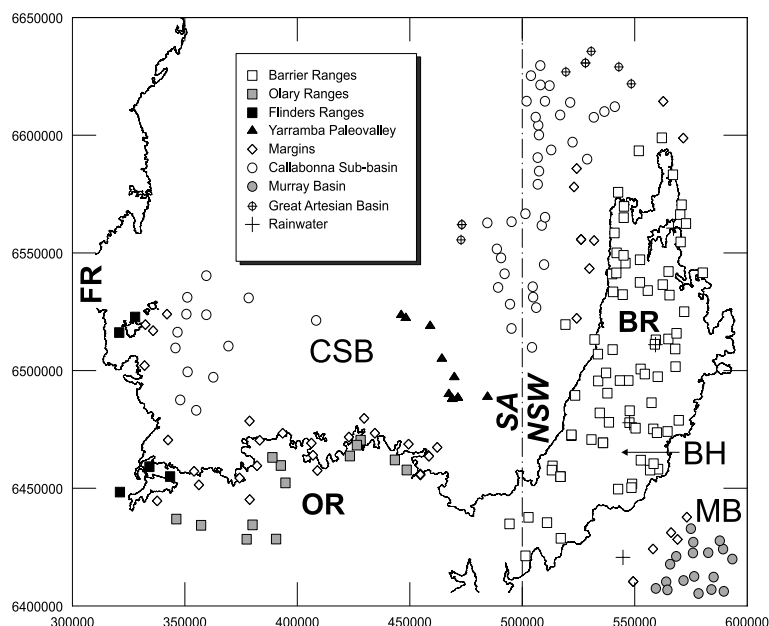 6650000
6600000
6550000
6500000
6450000
6400000
Barrier Ranges
Olary Ranges
Flinders Ranges
Yarramba Paleovalley
Margins
Callabonna Sub-basin
Murray Basin
Great Artesian Basin
Rainwater
FR
CSB
BR
SA
NSW
BH
OR
MB
300000 350000 400000 450000 500000 550000 600000